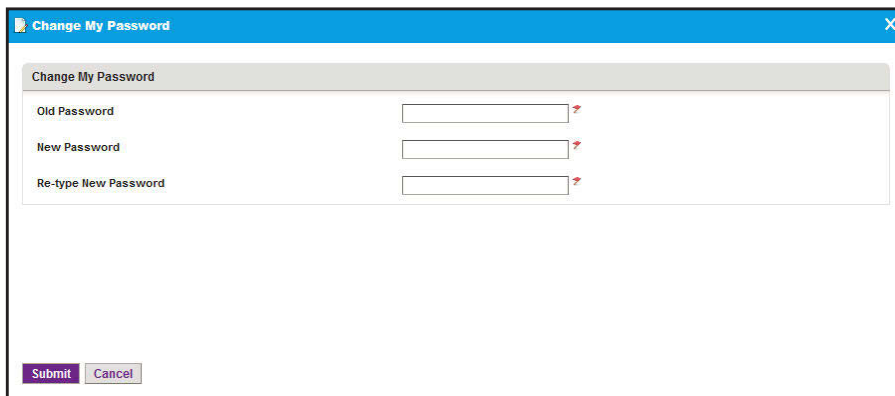 Change My Password X
Change My Password
Old Password
New Password
Re-type New Password
Submit Cancel